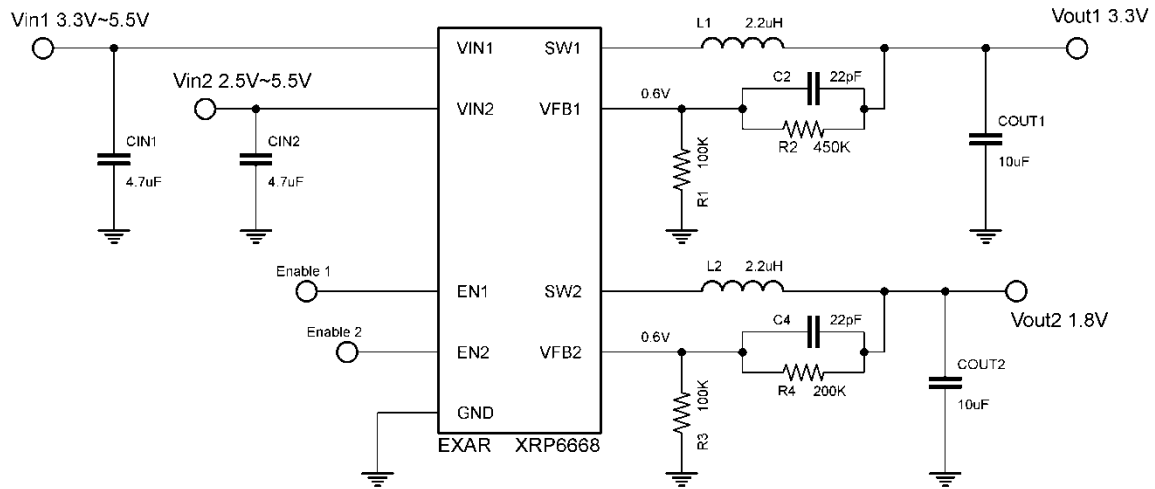 Vin1 3.3V~5.5V
L1 2.2uH
Vout1 3.3V
VIN1 SW1
Vin2 2.5V~5.5V
C2 22pF
0.6V
VIN2 VFB1
COUT1
CIN1
CIN2
100K
R2 450K
10uF
4.7uF
4.7uF
R1
L2 2.2uH
Enable 1
EN1 SW2
Vout2 1.8V
C4 22pF
Enable 2
0.6V
EN2 VFB2
COUT2
R4 200K
100K
10uF
GND
R3
EXAR XRP6668